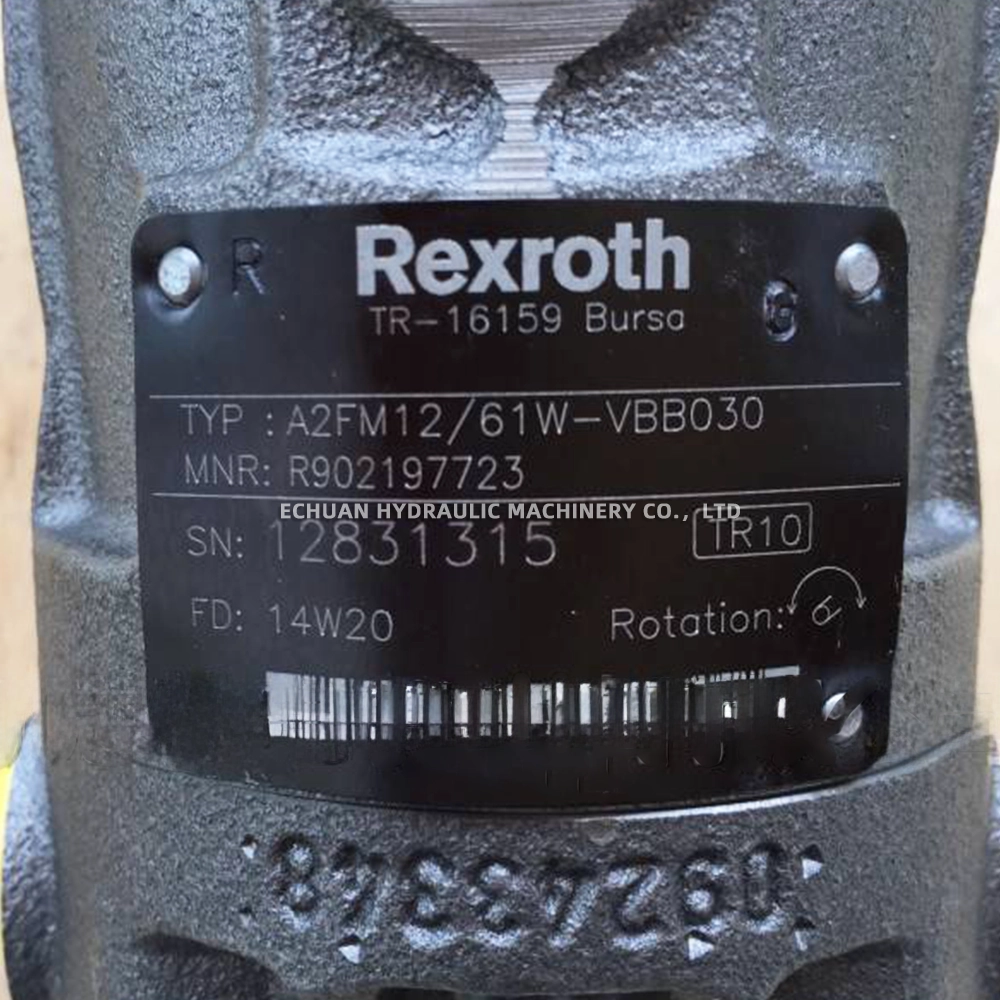 R Rexroth
TR-16159 Bursa G
TYP : A2FM12/61W-VBB030
MNR: R902197723
ECHUAN HYDRAULIC MACHINERY CO., LTD
SN: 12831315 TR10
FD: 14W20 Rotation:
09243348